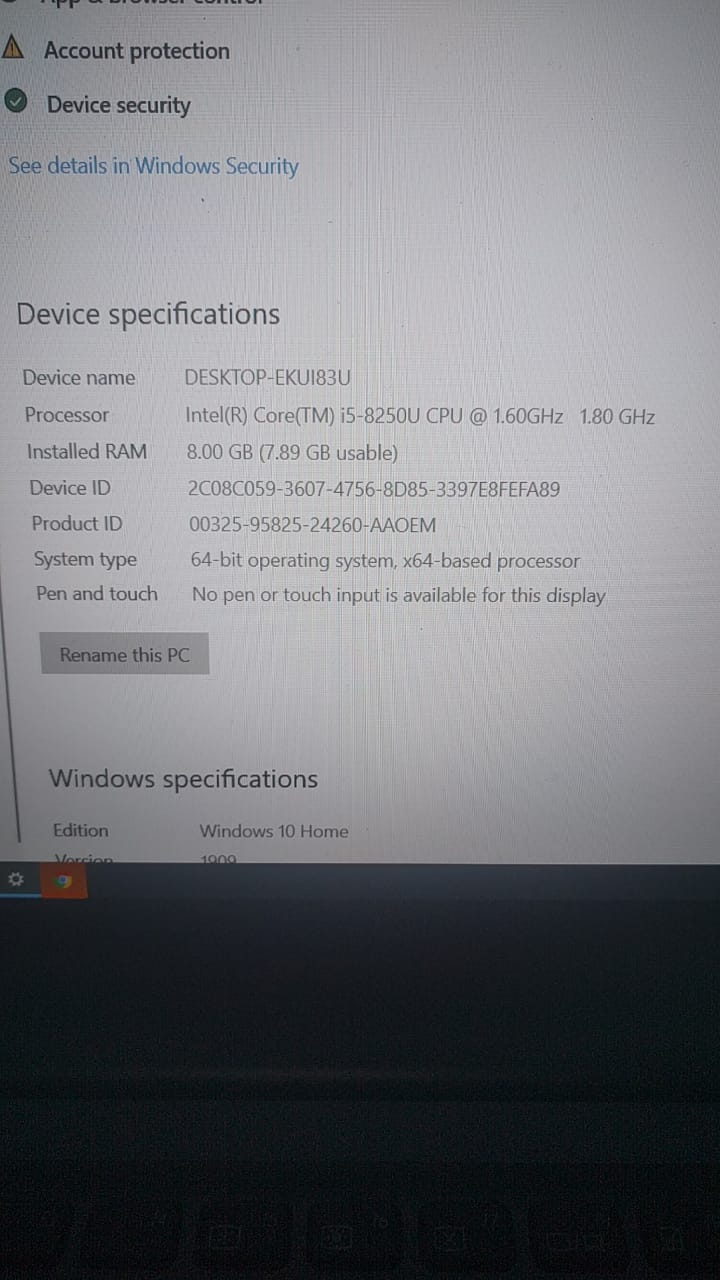 Account protection
Device security
See details in Windows Security
Device specifications
Device name DESKTOP-EKUI83U
Processor Intel(R) Core(TM) i5-8250U CPU @ 1.60GHz 1.80 GHz
Installed RAM 8.00 GB (7.89 GB usable)
Device ID 2C08C059-3607-4756-8D85-3397E8FEFA89
Product ID 00325-95825-24260-AAOEM
System type 64-bit operating system, x64-based processor
Pen and touch No pen or touch input is available for this display
Rename this PC
Windows specifications
Edition Windows 10 Home
Version 1909